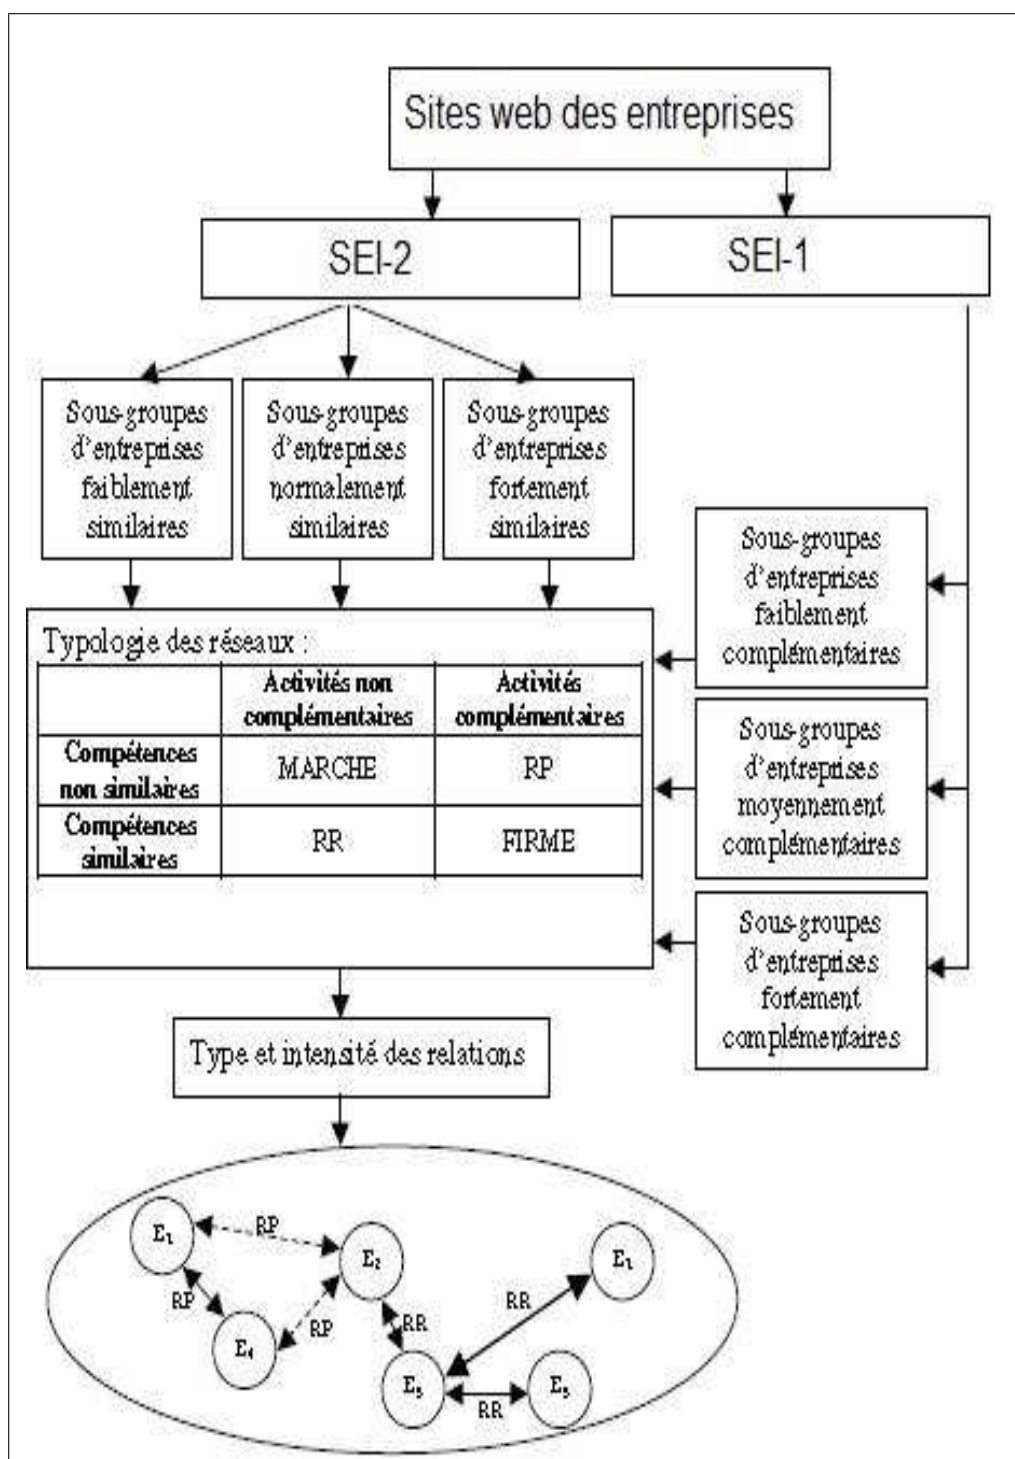 Sites web des entreprises
SEI-2
SEI-1
Sous-groupes
d'entreprises
faiblement
similaires
Sous-groupes
d'entreprises
normalement
similaires
Sous-groupes
d'entreprises
fortement
similaires
Sous-groupes
d'entreprises
faiblement
complémentaires
Sous-groupes
d'entreprises
moyennement
complémentaires
Sous-groupes
d'entreprises
fortement
complémentaires
Typologie des réseaux :
Activités non
complémentaires
Activités
complémentaires
Compétences
non similaires
MARCHE
RP
Compétences
similaires
RR
FIRME
Type et intensité des relations
E
RP
E2
E
RP
RP
RR
RR
E4
E
E
RR